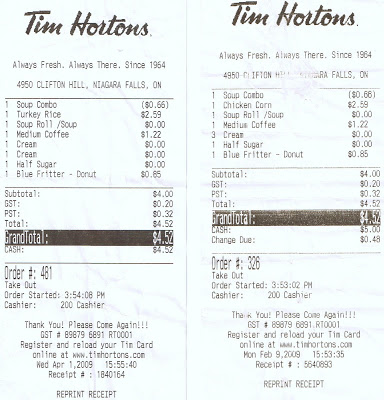 Tim Hortons
Always Fresh. Always There. Since 1964
4950 CLIFTON HILL, NIAGARA FALLS, ON
1 Soup Combo ($0.66)
1 Turkey Rice $2.59
1 Soup Roll /Soup $0.00
1 Medium Coffee $1.22
1 Cream $0.00
1 Cream $0.00
1 Half Sugar $0.00
1 Blue Fritter - Donut $0.85
Subtotal: $4.00
GST: $0.20
PST: $0.32
Total: $4.52
GrandTotal: $4.52
CASH: $4.52
Order #: 481
Take Out
Order Started: 3:54:08 PM
Cashier: 200 Cashier
Thank You! Please Come Again!!!
GST # 89879 6891 RT0001
Register and reload your Tim Card
online at www.timhortons.com
Wed Apr 1,2009 15:55:40
Receipt # : 1840164
REPRINT RECEIPT
Tim Hortons
Always Fresh. Always There. Since 1964
4950 CLIFTON HILL, NIAGARA FALLS, ON
1 Soup Combo ($0.66)
1 Chicken Corn $2.59
1 Soup Roll /Soup $0.00
1 Medium Coffee $1.22
3 Cream $0.00
1 Half Sugar $0.00
1 Blue Fritter - Donut $0.85
Subtotal: $4.00
GST: $0.20
PST: $0.32
Total: $4.52
GrandTotal: $4.52
CASH: $5.00
Change Due: $0.48
Order #: 326
Take Out
Order Started: 3:53:02 PM
Cashier: 200 Cashier
Thank You! Please Come Again!!!
GST # 89879 6891 RT0001
Register and reload your Tim Card
online at www.timhortons.com
Mon Feb 9,2009 15:53:35
Receipt # : 5640893
REPRINT RECEIPT